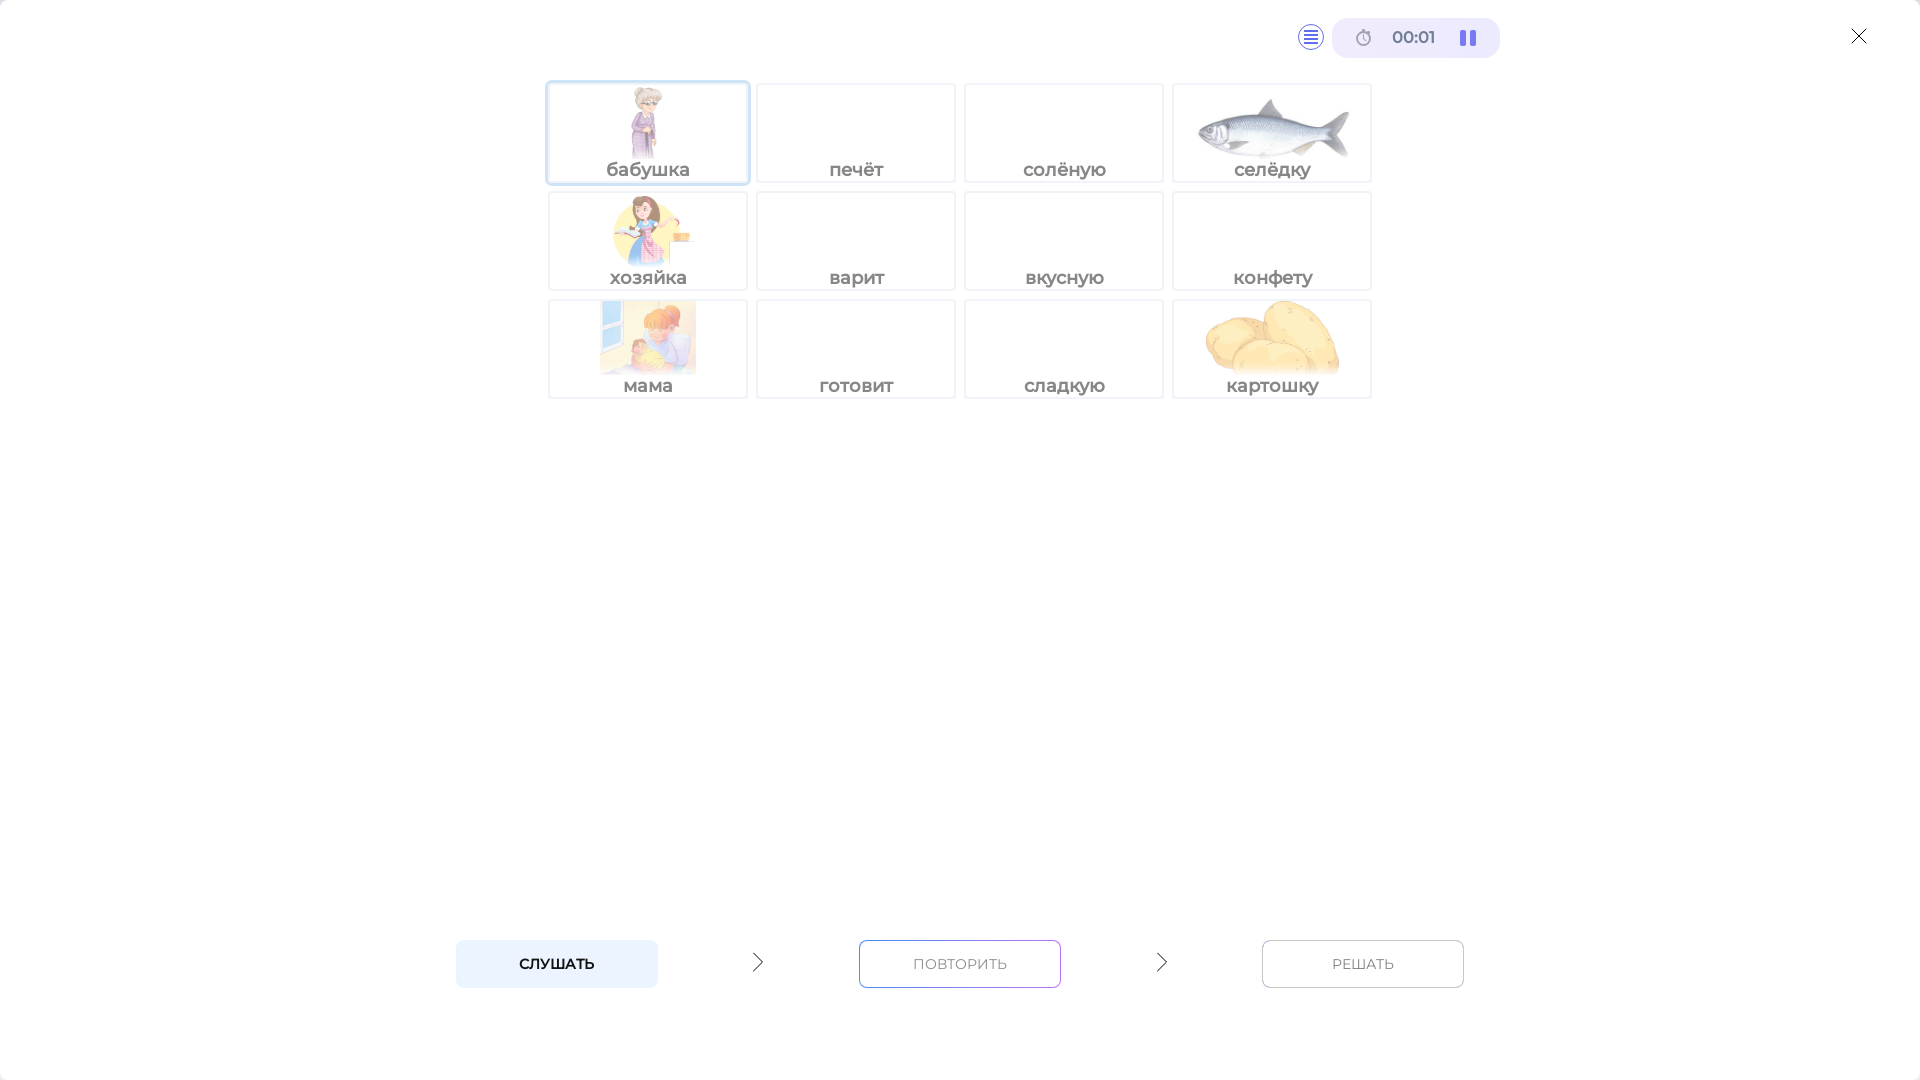 00:01
бабушка печёт солёную селёдку
хозяйка варит вкусную конфету
мама готовит сладкую картошку
СЛУШАТЬ ПОВТОРИТЬ РЕШАТЬ